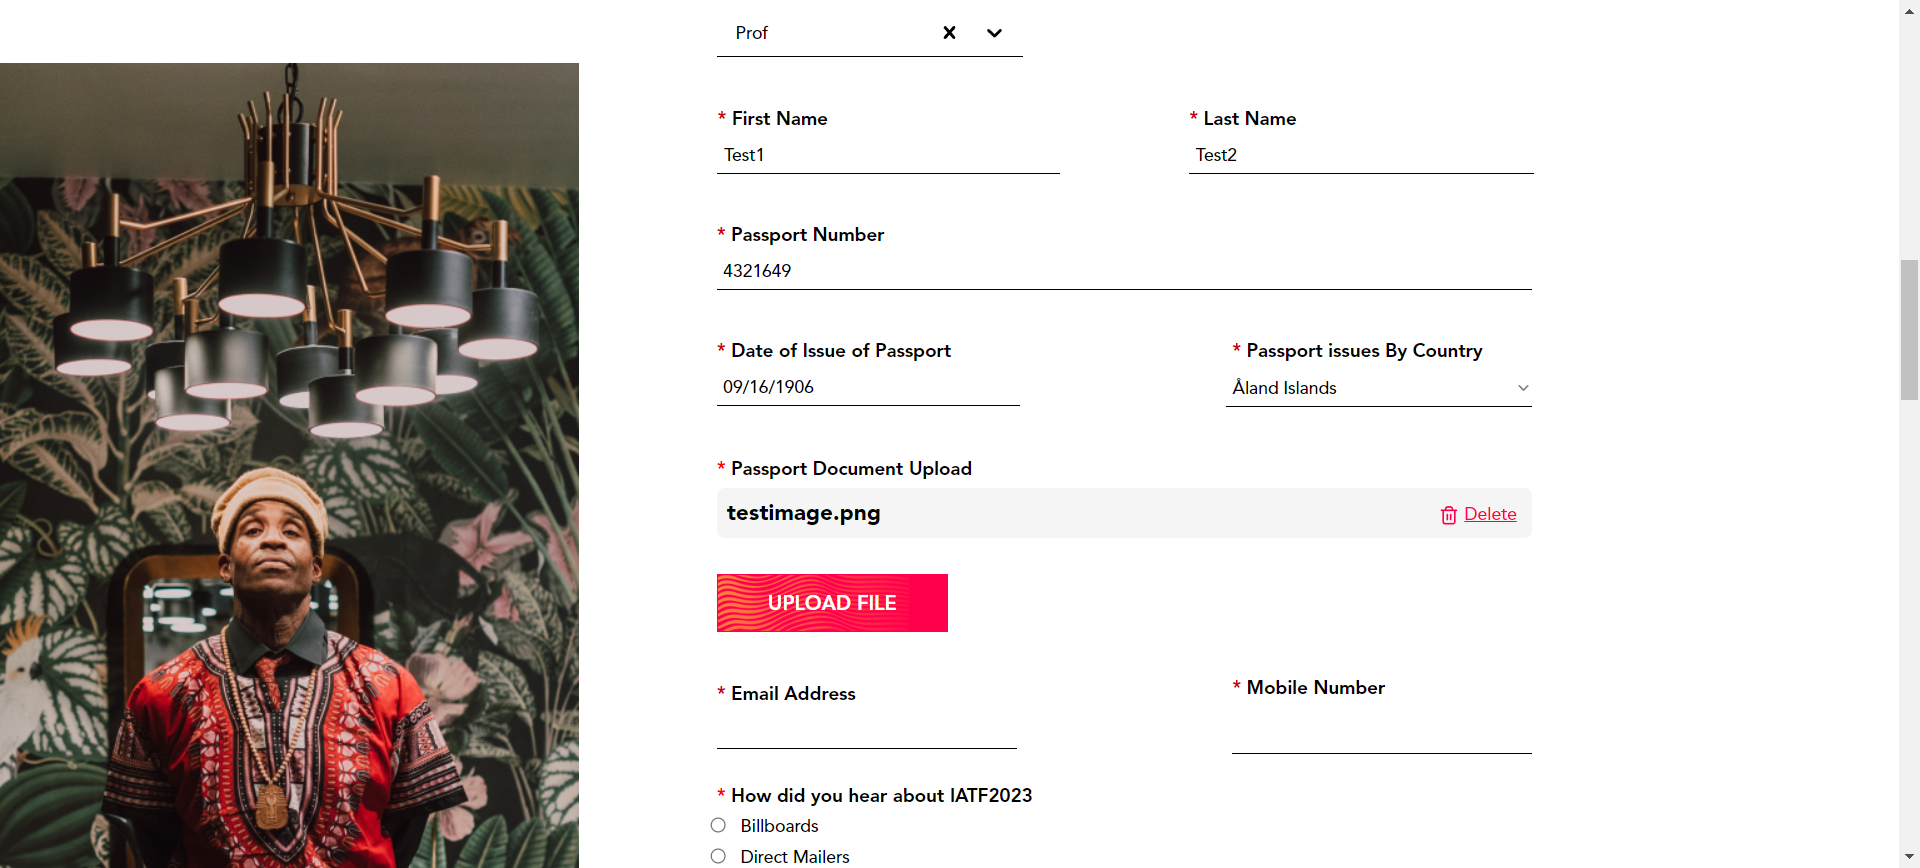 Prof
* First Name
* Last Name
Test1
Test2
* Passport Number
4321649
* Date of Issue of Passport
* Passport issues By Country
09/16/1906
Åland Islands
* Passport Document Upload
testimage.png
Delete
UPLOAD FILE
* Email Address
* Mobile Number
* How did you hear about IATF2023
Billboards
Direct Mailers